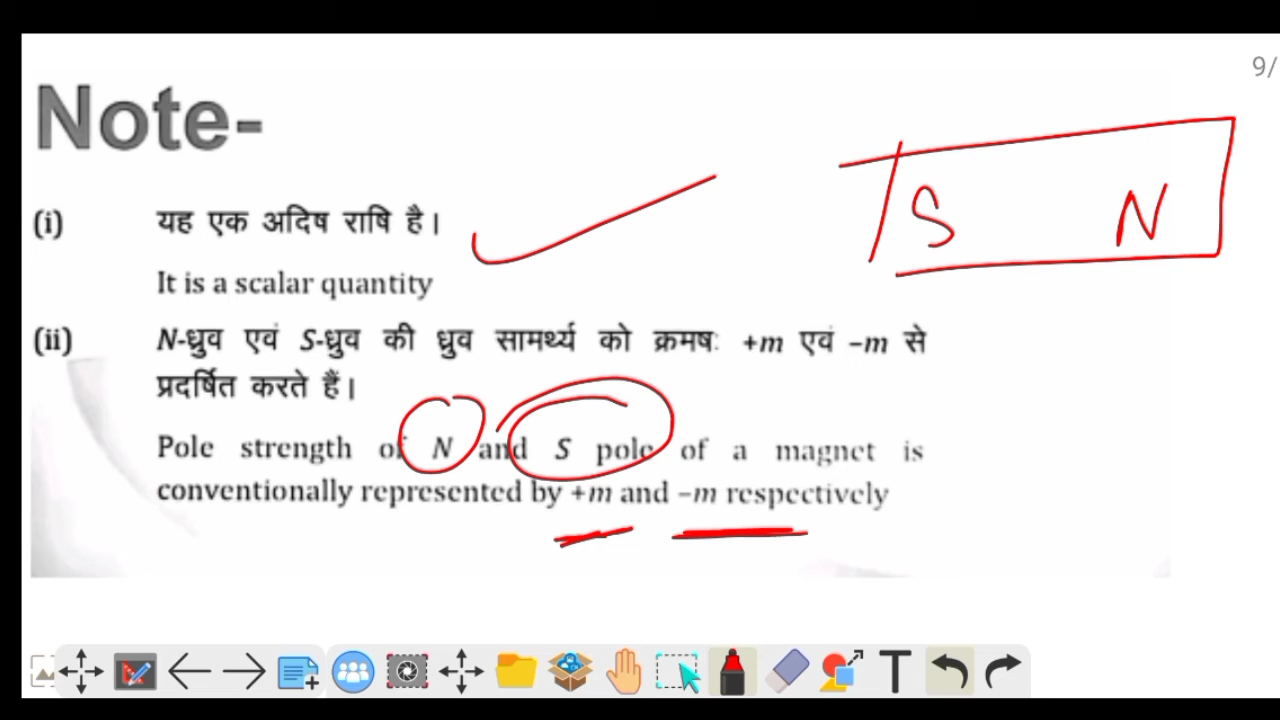 9/
Note-
S N
(i) यह एक अदिष राषि है।
It is a scalar quantity
(ii) N-ध्रुव एवं S-ध्रुव की ध्रुव सामर्थ्य को क्रमषः +m एवं –m से
प्रदर्षित करते हैं।
Pole strength of N and S pole of a magnet is
conventionally represented by +m and –m respectively
T